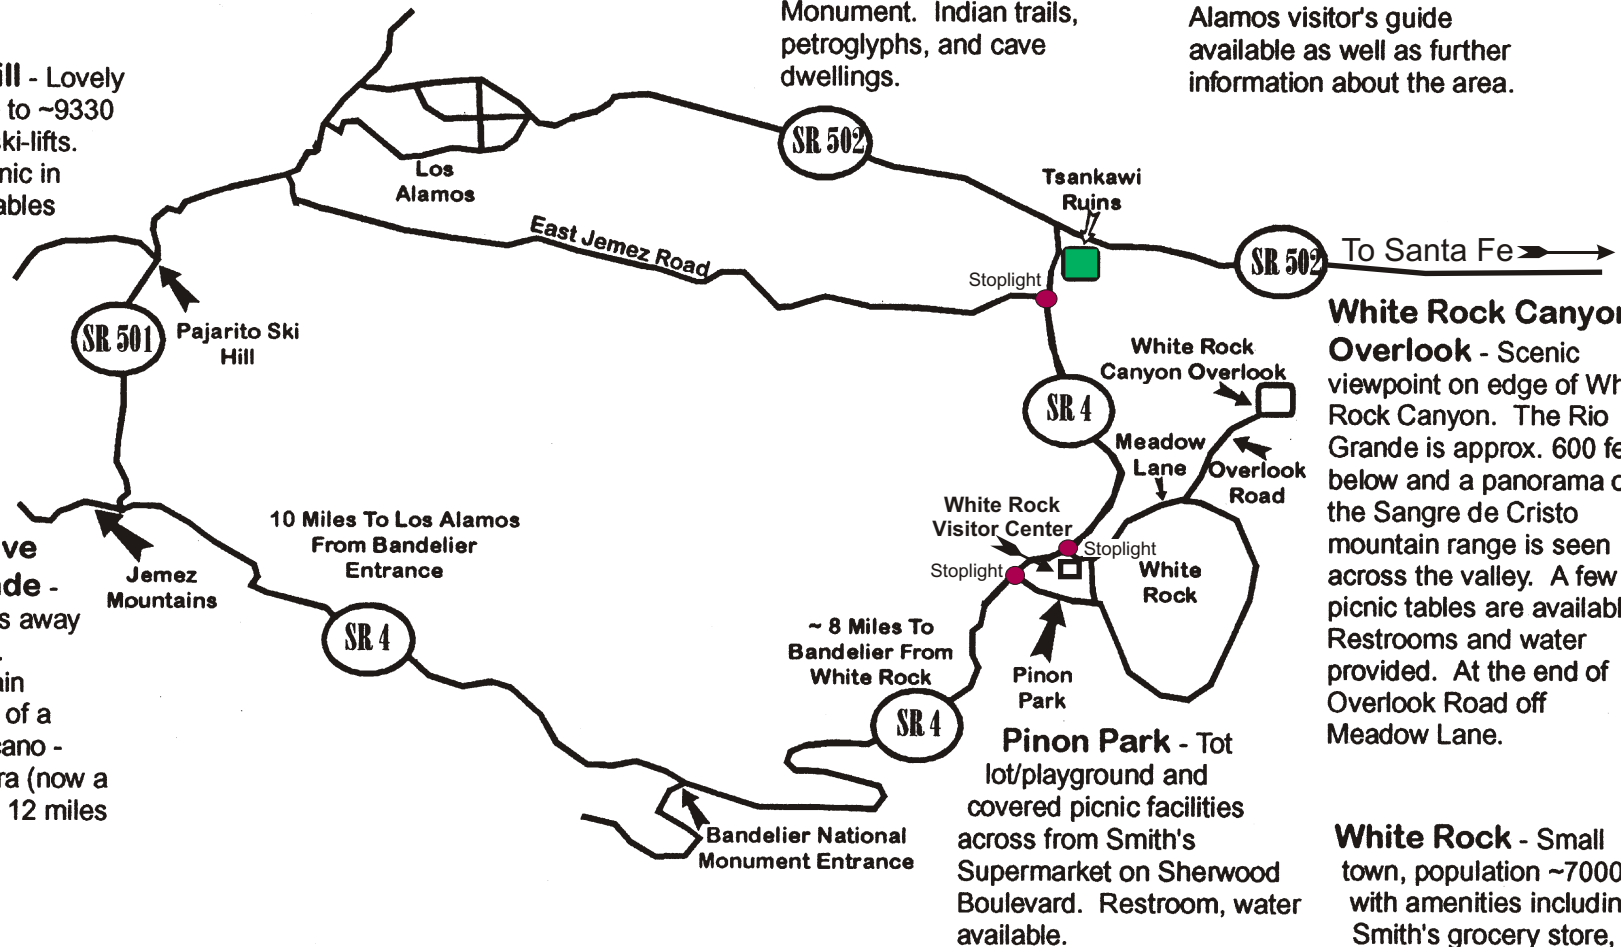 Monument. Indian trails,
petroglyphs, and cave
dwellings.
Alamos visitor's guide
available as well as further
information about the area.
ill - Lovely
to ~9330
ki-lifts.
nic in
ables
Los
Alamos
SR 502
Tsankawi
Ruins
East Jemez Road
SR 502
To Santa Fe
Stoplight
SR 501
Pajarito Ski
Hill
White Rock
Canyon Overlook
SR 4
Meadow
Lane
Overlook
Road
White Rock Canyon
Overlook - Scenic
viewpoint on edge of Wh
Rock Canyon. The Rio
Grande is approx. 600 fe
below and a panorama o
the Sangre de Cristo
mountain range is seen
across the valley. A few
picnic tables are availabl
Restrooms and water
provided. At the end of
Overlook Road off
Meadow Lane.
10 Miles To Los Alamos
From Bandelier
Entrance
White Rock
Visitor Center
Stoplight
Stoplight
White
Rock
Jemez
Mountains
ve
de -
s away
ain
of a
cano -
ra (now a
12 miles
SR 4
~ 8 Miles To
Bandelier From
White Rock
Pinon
Park
SR 4
Bandelier National
Monument Entrance
Pinon Park - Tot
lot/playground and
covered picnic facilities
across from Smith's
Supermarket on Sherwood
Boulevard. Restroom, water
available.
White Rock - Small
town, population ~7000
with amenities includin
Smith's grocery store,